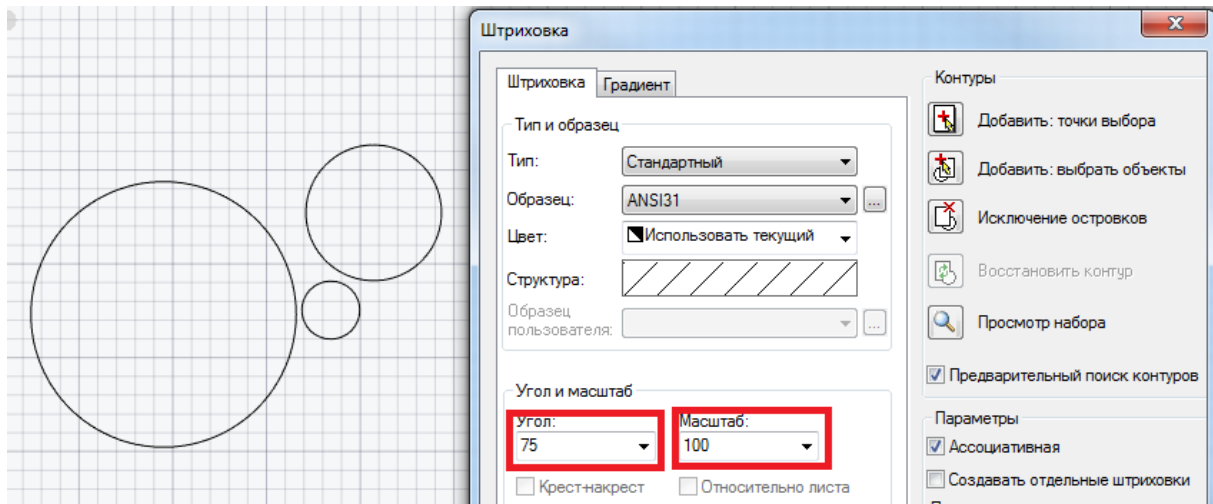 Штриховка
Штриховка Градиент
Тип и образец
Тип: Стандартный
Образец: ANSI31 ...
Цвет: Использовать текущий
Структура:
Образец
пользователя: ...
Угол и масштаб
Угол: Масштаб:
75 100
Крест-накрест Относительно листа
Контуры
Добавить: точки выбора
Добавить: выбрать объекты
Исключение островков
Восстановить контур
Просмотр набора
Предварительный поиск контуров
Параметры
Ассоциативная
Создавать отдельные штриховки